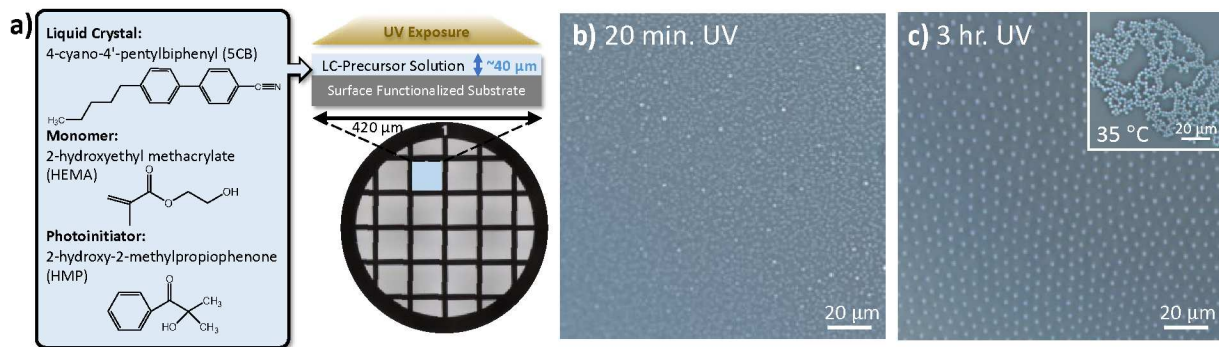 a)
Liquid Crystal:
4-cyano-4'-pentylbiphenyl (5CB)
C≡N
H₃C
Monomer:
2-hydroxyethyl methacrylate
(HEMA)
O
O
OH
Photoinitiator:
2-hydroxy-2-methylpropiophenone
(HMP)
O
CH₃
HO
CH₃
UV Exposure
LC-Precursor Solution
~40 µm
Surface Functionalized Substrate
420 µm
1
b) 20 min. UV
20 µm
c) 3 hr. UV
35 °C
20 µm
20 µm